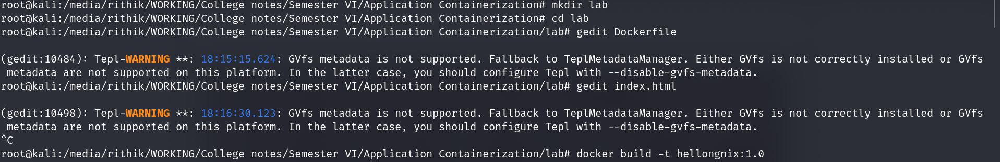 root@kali:/media/rithik/WORKING/College notes/Semester VI/Application Containerization# mkdir lab
root@kali:/media/rithik/WORKING/College notes/Semester VI/Application Containerization# cd lab
root@kali:/media/rithik/WORKING/College notes/Semester VI/Application Containerization/lab# gedit Dockerfile
(gedit:10484): Tepl-WARNING **: 18:15:15.624: GVfs metadata is not supported. Fallback to TeplMetadataManager. Either GVfs is not correctly installed or GVfs
metadata are not supported on this platform. In the latter case, you should configure Tepl with --disable-gvfs-metadata.
root@kali:/media/rithik/WORKING/College notes/Semester VI/Application Containerization/lab# gedit index.html
(gedit:10498): Tepl-WARNING **: 18:16:30.123: GVfs metadata is not supported. Fallback to TeplMetadataManager. Either GVfs is not correctly installed or GVfs
metadata are not supported on this platform. In the latter case, you should configure Tepl with --disable-gvfs-metadata.
^C
root@kali:/media/rithik/WORKING/College notes/Semester VI/Application Containerization/lab# docker build -t hellongnix:1.0